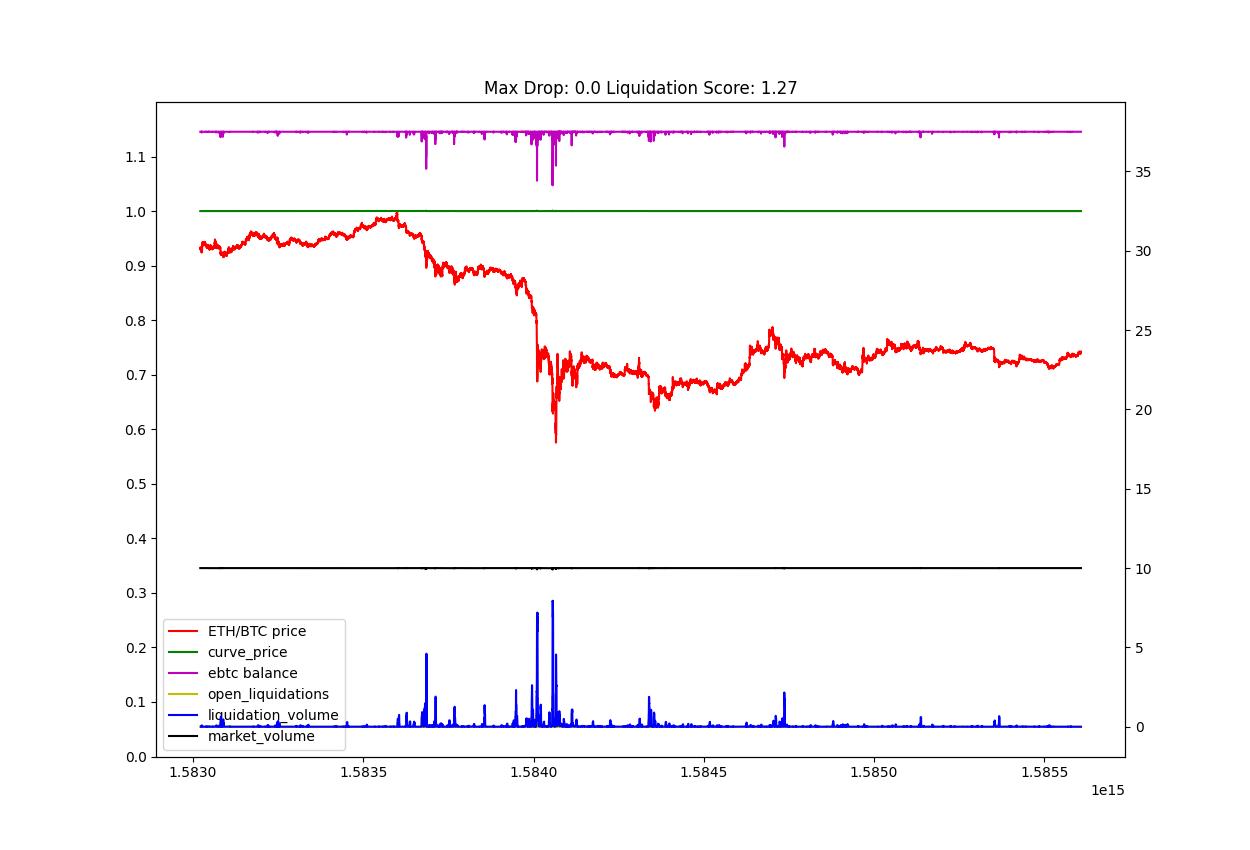 Max Drop: 0.0 Liquidation Score: 1.27
1.1
1.0
0.9
0.8
0.7
0.6
0.5
0.4
0.3
0.2
0.1
0.0
35
30
25
20
15
10
5
0
ETH/BTC price
curve_price
ebtc balance
open_liquidations
liquidation_volume
market_volume
1.5830 1.5835 1.5840 1.5845 1.5850 1.5855
1e15